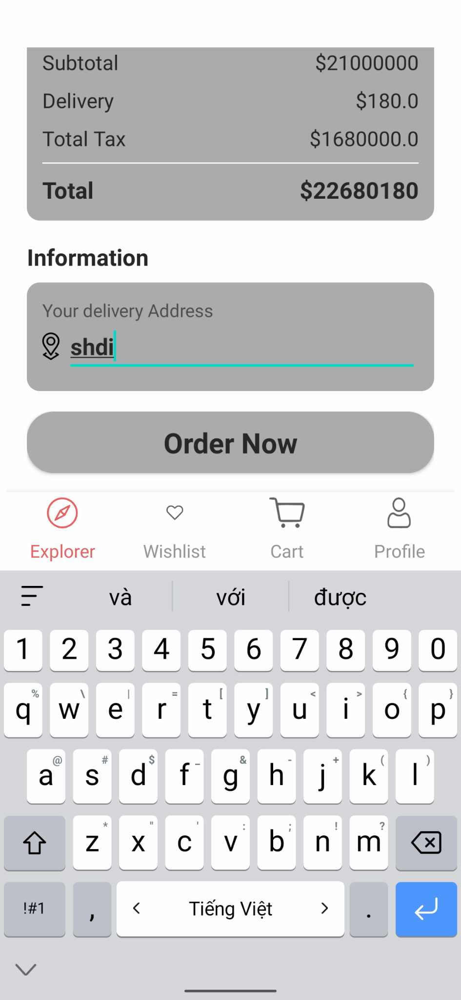 Subtotal $21000000
Delivery $180.0
Total Tax $1680000.0
Total $22680180
Information
Your delivery Address
shdi
Order Now
Explorer Wishlist Cart Profile
và với được
1 2 3 4 5 6 7 8 9 0
% \ | = [ ] < > { }
q w e r t y u i o p
@ # $ _ & - + ( )
a s d f g h j k l
* " ' : ; ! ?
z x c v b n m
!#1 , < Tiếng Việt > .